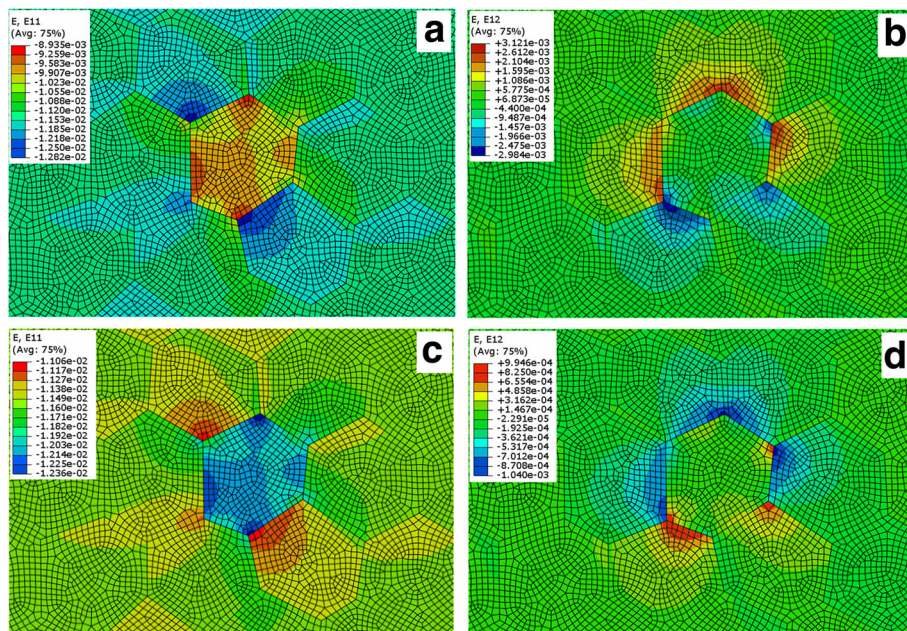 a
E, E11
(Avg: 75%)
-8.935e-03
-9.259e-03
-9.583e-03
-9.907e-03
-1.023e-02
-1.055e-02
-1.088e-02
-1.120e-02
-1.153e-02
-1.185e-02
-1.218e-02
-1.250e-02
-1.282e-02
b
E, E12
(Avg: 75%)
+3.121e-03
+2.612e-03
+2.104e-03
+1.595e-03
+1.086e-03
+5.775e-04
+6.873e-05
-4.400e-04
-9.487e-04
-1.457e-03
-1.966e-03
-2.475e-03
-2.984e-03
c
E, E11
(Avg: 75%)
-1.106e-02
-1.117e-02
-1.127e-02
-1.138e-02
-1.149e-02
-1.160e-02
-1.171e-02
-1.182e-02
-1.192e-02
-1.203e-02
-1.214e-02
-1.225e-02
-1.236e-02
d
E, E12
(Avg: 75%)
+9.946e-04
+8.250e-04
+6.554e-04
+4.858e-04
+3.162e-04
+1.467e-04
-2.291e-05
-1.925e-04
-3.621e-04
-5.317e-04
-7.012e-04
-8.708e-04
-1.040e-03